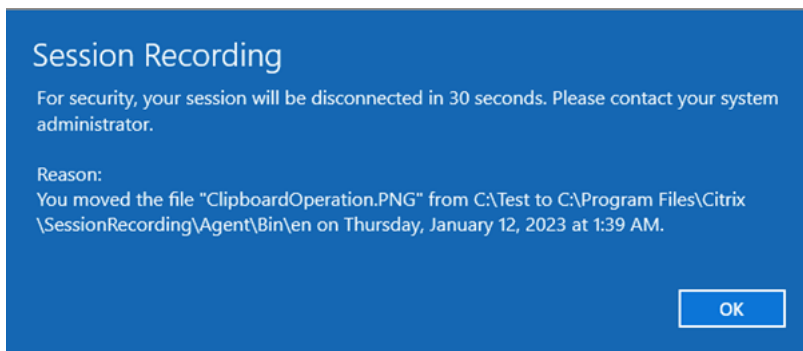 Session Recording
For security, your session will be disconnected in 30 seconds. Please contact your system
administrator.
Reason:
You moved the file "ClipboardOperation.PNG" from C:\Test to C:\Program Files\Citrix
\SessionRecording\Agent\Bin\en on Thursday, January 12, 2023 at 1:39 AM.
OK